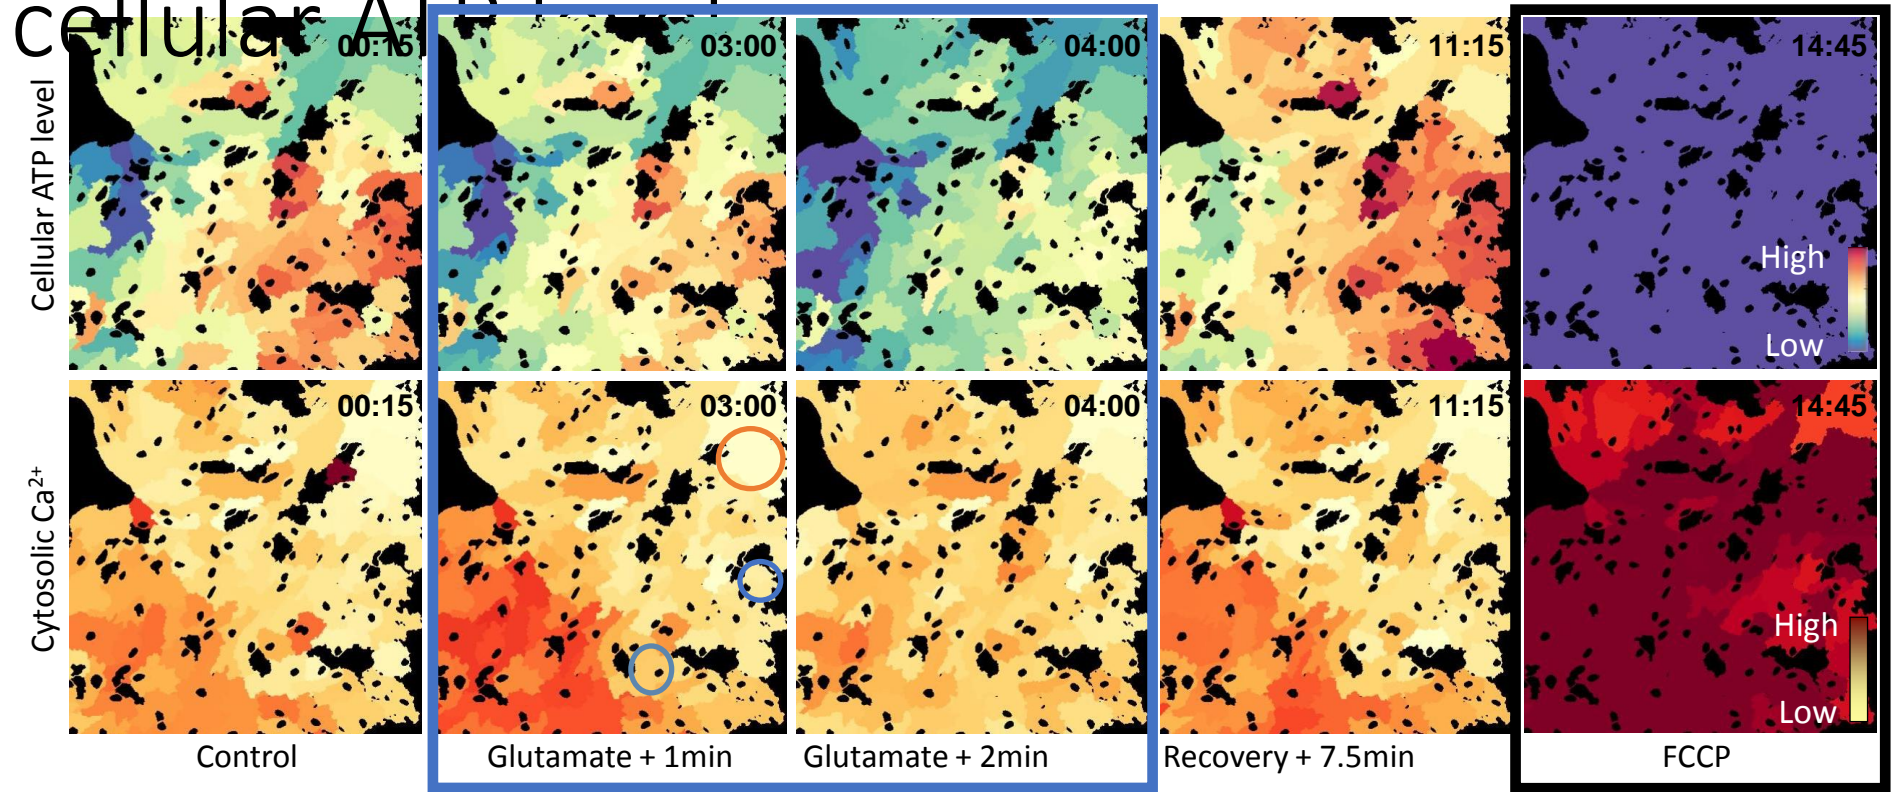 cellular ATP level
Cellular ATP level
00:15
03:00
04:00
11:15
14:45
High
Low
Cytosolic Ca²⁺
00:15
03:00
04:00
11:15
14:45
High
Low
Control
Glutamate + 1min
Glutamate + 2min
Recovery + 7.5min
FCCP